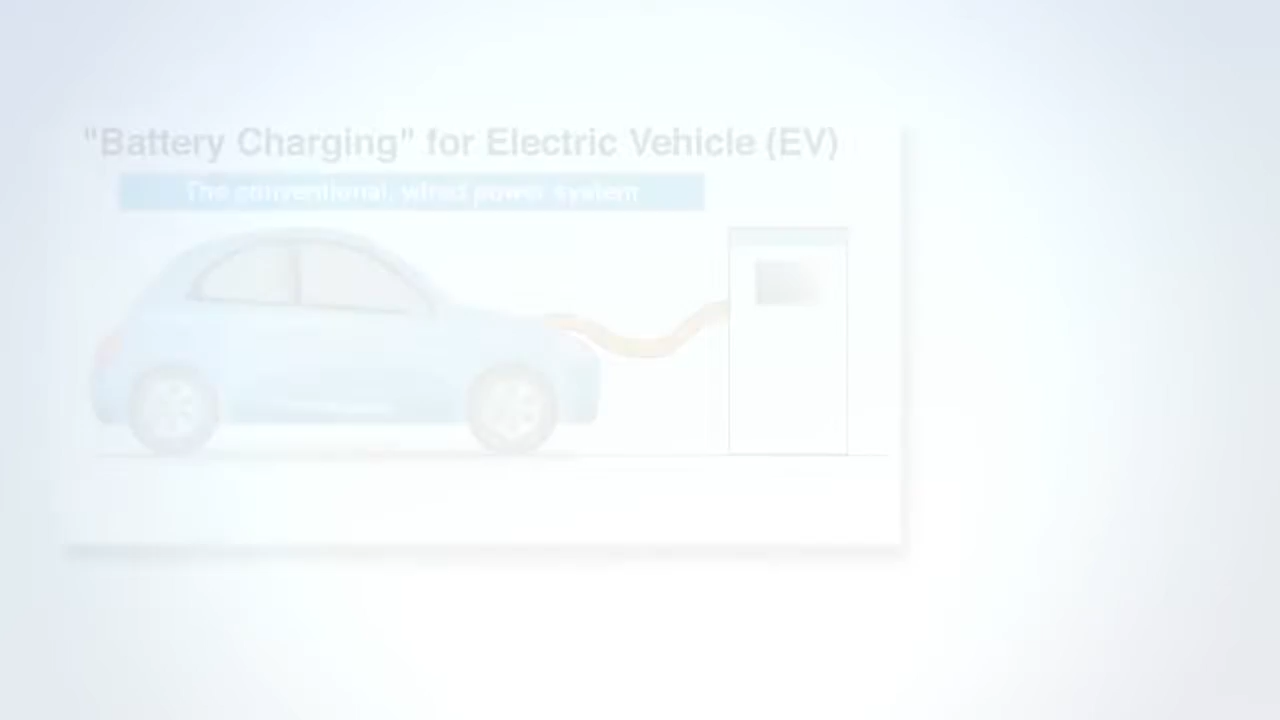 "Battery Charging" for Electric Vehicle (EV)
The conventional, wired power system